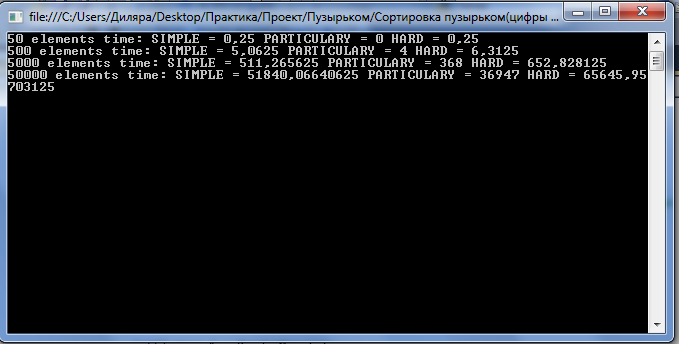 file:///C:/Users/Диляра/Desktop/Практика/Проект/Пузырьком/Сортировка пузырьком(цифры ...
50 elements time: SIMPLE = 0,25 PARTICULARY = 0 HARD = 0,25
500 elements time: SIMPLE = 5,0625 PARTICULARY = 4 HARD = 6,3125
5000 elements time: SIMPLE = 511,265625 PARTICULARY = 368 HARD = 652,828125
50000 elements time: SIMPLE = 51840,06640625 PARTICULARY = 36947 HARD = 65645,95
703125